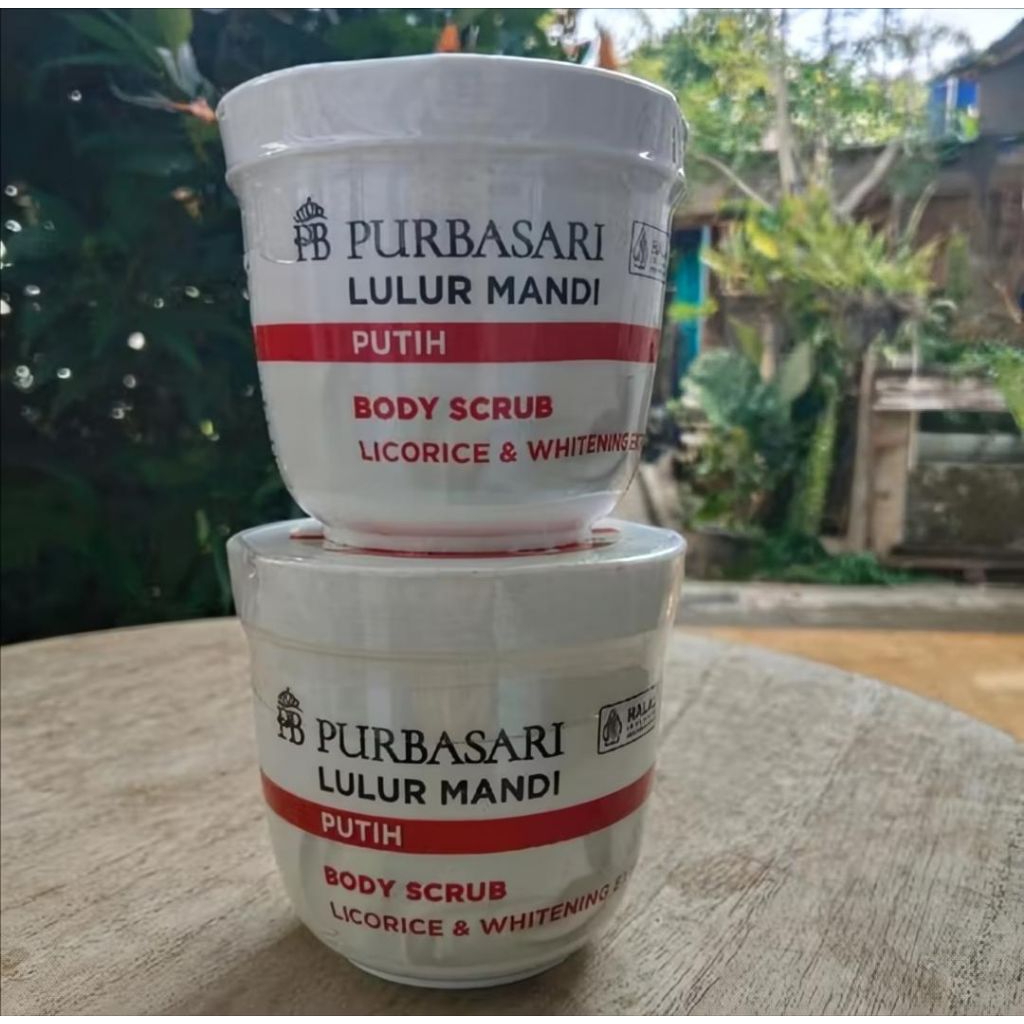 PB PURBASARI
LULUR MANDI
PUTIH
BODY SCRUB
LICORICE & WHITENING
PB PURBASARI
LULUR MANDI
PUTIH
BODY SCRUB
LICORICE & WHITENING